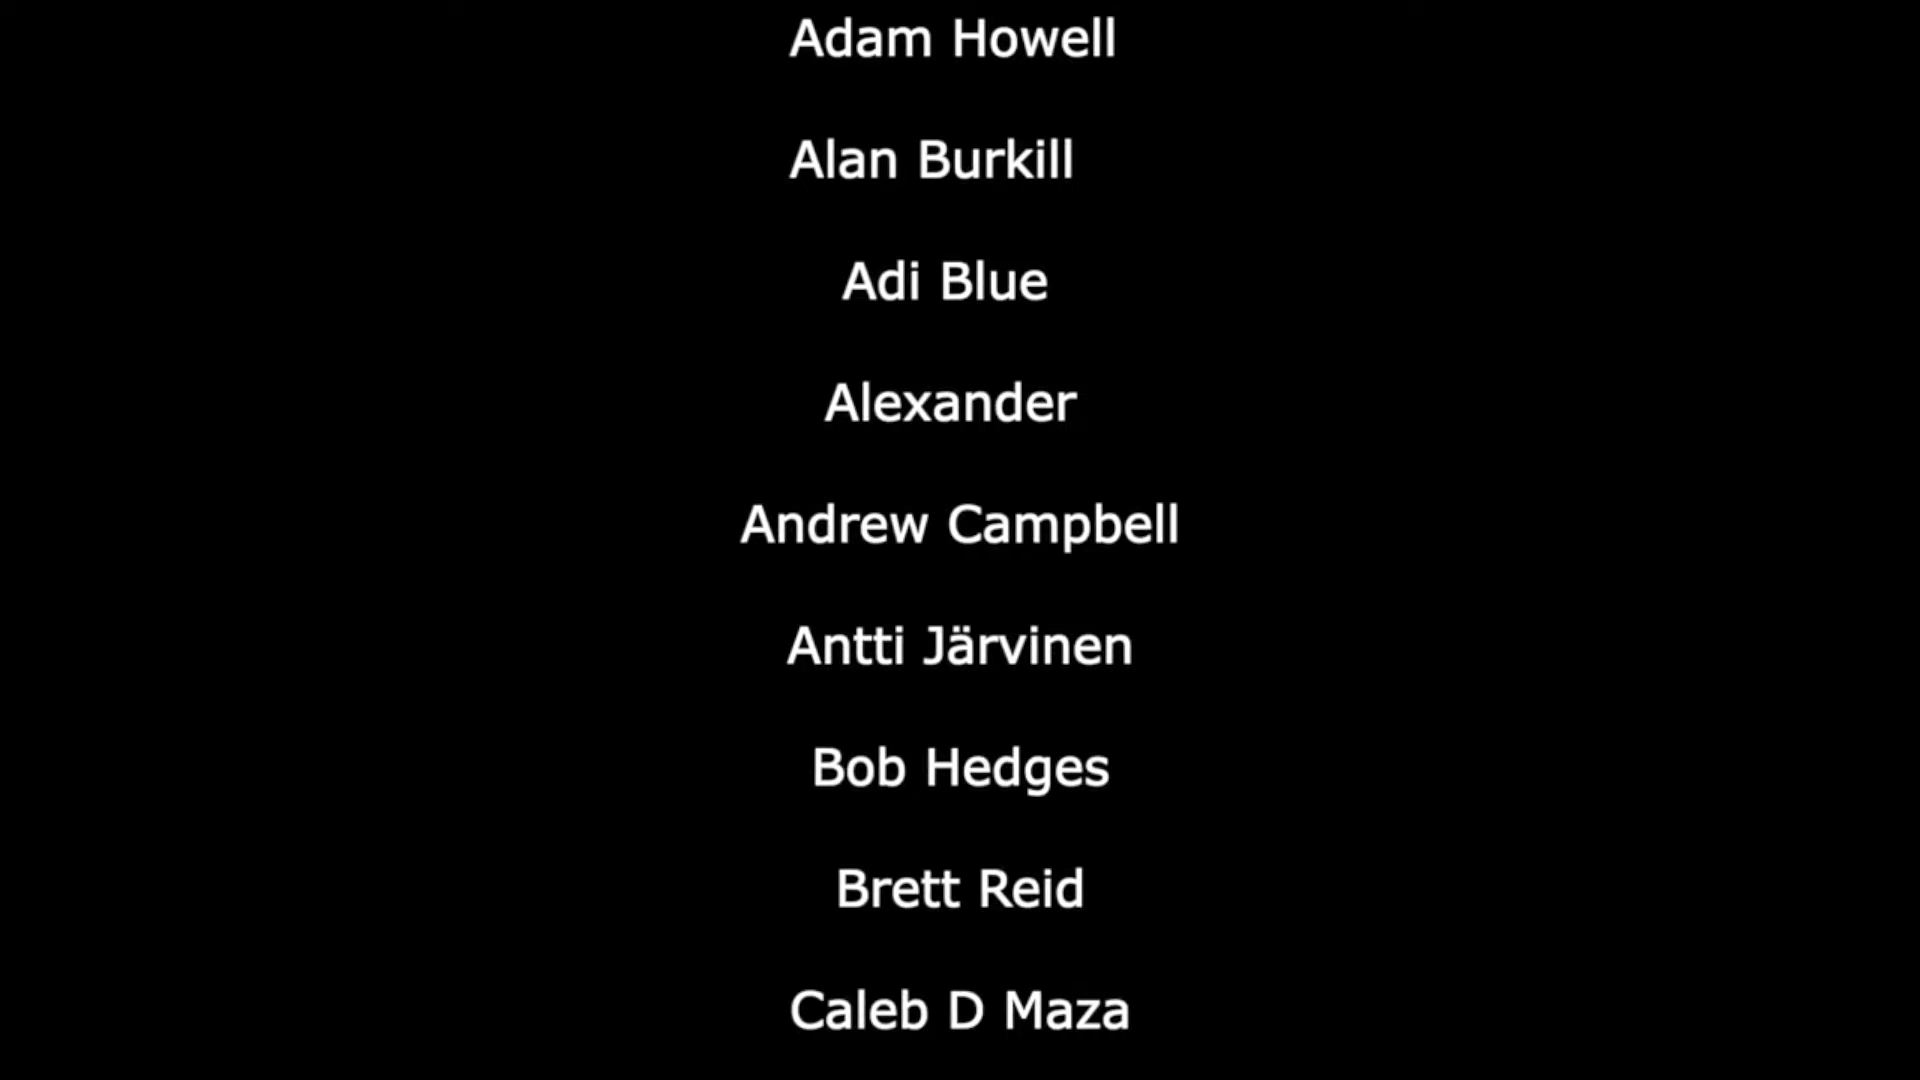 Adam Howell
Alan Burkill
Adi Blue
Alexander
Andrew Campbell
Antti Järvinen
Bob Hedges
Brett Reid
Caleb D Maza